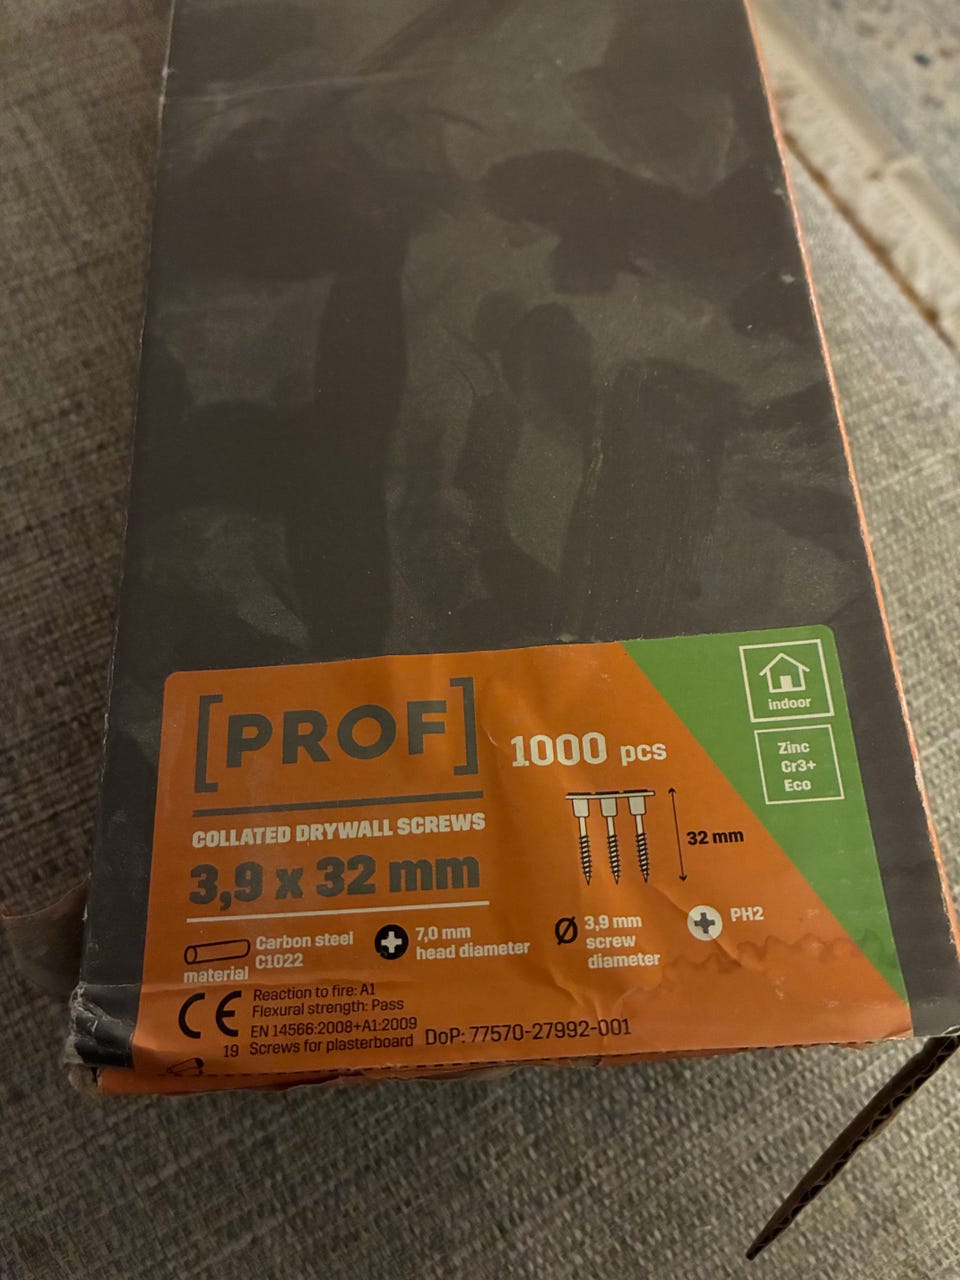 [PROF]
COLLATED DRYWALL SCREWS
3,9 x 32 mm
1000 pcs
32 mm
indoor
Zinc
Cr3+
Eco
material
Carbon steel
C1022
7,0 mm
head diameter
Ø 3,9 mm
screw
diameter
PH2
CE
19
Reaction to fire: A1
Flexural strength: Pass
EN 14566:2008+A1:2009
Screws for plasterboard
DoP: 77570-27992-001